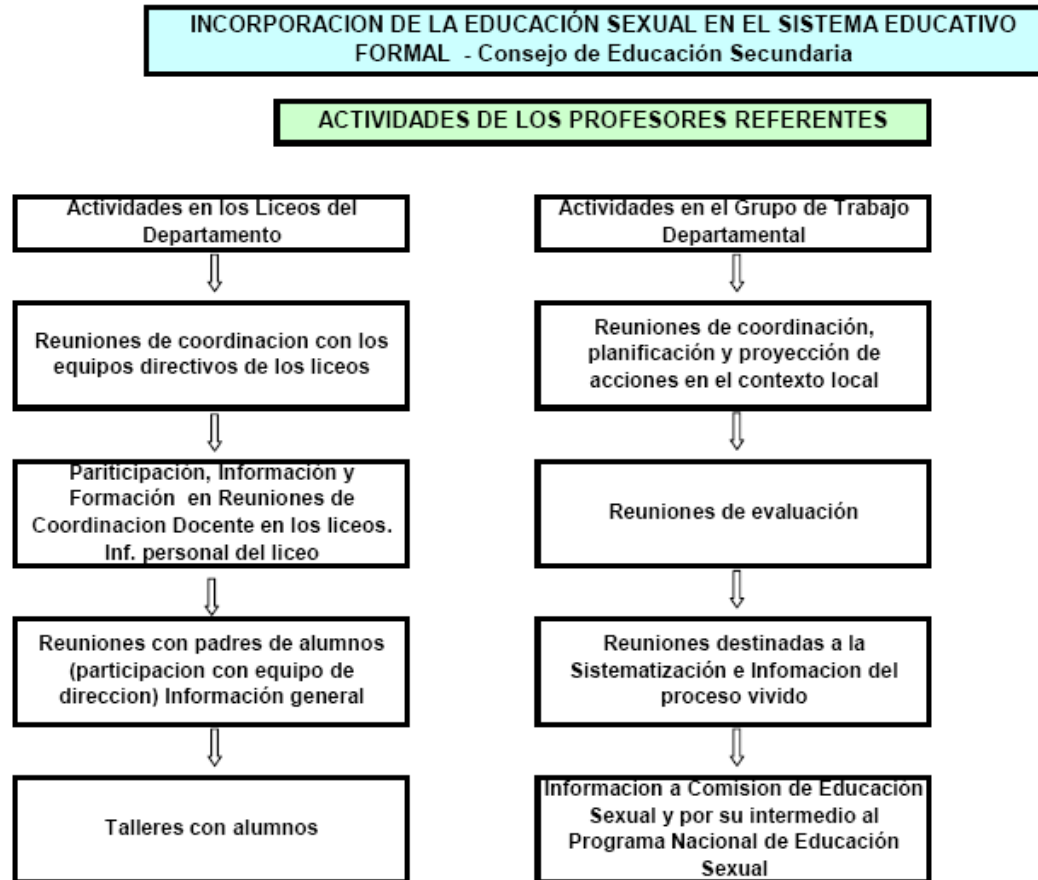 INCORPORACION DE LA EDUCACIÓN SEXUAL EN EL SISTEMA EDUCATIVO
FORMAL - Consejo de Educación Secundaria
ACTIVIDADES DE LOS PROFESORES REFERENTES
Actividades en los Liceos del
Departamento
Reuniones de coordinacion con los
equipos directivos de los liceos
Pariticipación, Información y
Formación en Reuniones de
Coordinacion Docente en los liceos.
Inf. personal del liceo
Reuniones con padres de alumnos
(participacion con equipo de
direccion) Información general
Talleres con alumnos
Actividades en el Grupo de Trabajo
Departamental
Reuniones de coordinación,
planificación y proyección de
acciones en el contexto local
Reuniones de evaluación
Reuniones destinadas a la
Sistematización e Infomacion del
proceso vivido
Informacion a Comision de Educación
Sexual y por su intermedio al
Programa Nacional de Educación
Sexual